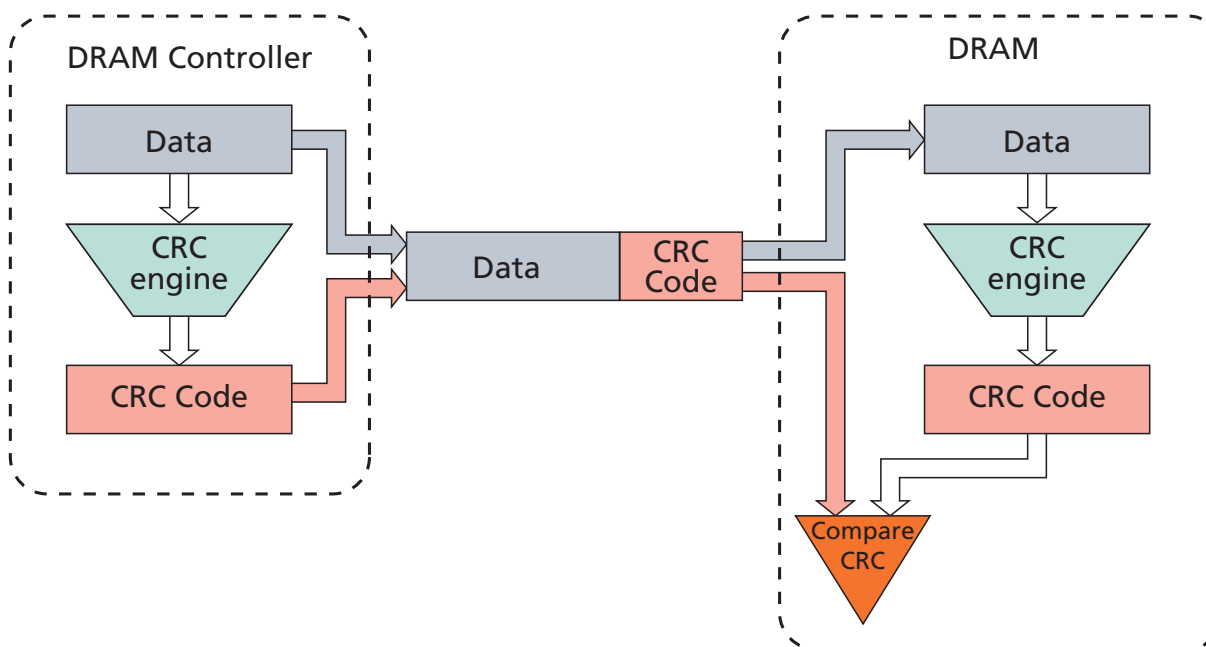 DRAM Controller
Data
CRC
engine
CRC Code
Data
CRC
Code
DRAM
Data
CRC
engine
CRC Code
Compare
CRC